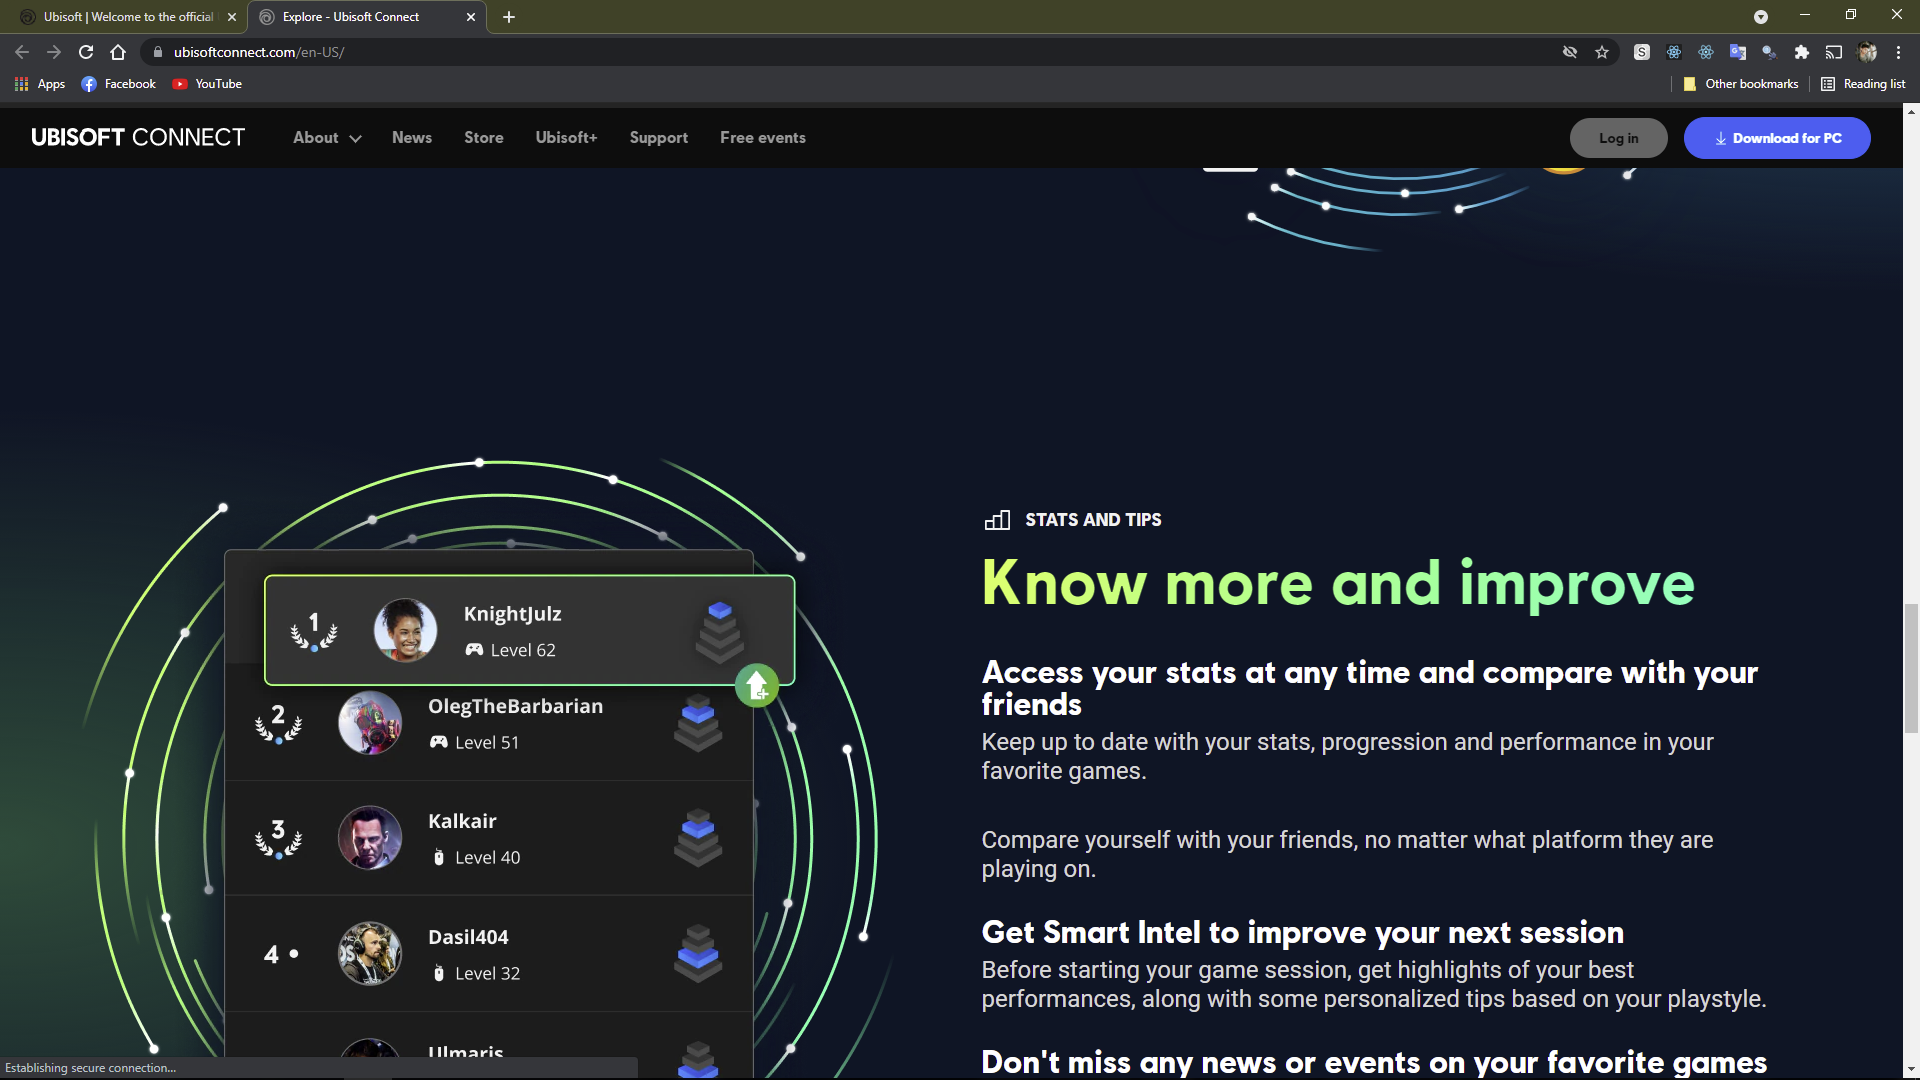 Ubisoft | Welcome to the official
Explore - Ubisoft Connect
ubisoftconnect.com/en-US/
Apps
Facebook
YouTube
Other bookmarks
Reading list
UBISOFT CONNECT
About
News
Store
Ubisoft+
Support
Free events
Log in
Download for PC
1
KnightJulz
Level 62
2
OlegTheBarbarian
Level 51
3
Kalkair
Level 40
4
Dasil404
Level 32
Ulmaris
STATS AND TIPS
Know more and improve
Access your stats at any time and compare with your
friends
Keep up to date with your stats, progression and performance in your
favorite games.
Compare yourself with your friends, no matter what platform they are
playing on.
Get Smart Intel to improve your next session
Before starting your game session, get highlights of your best
performances, along with some personalized tips based on your playstyle.
Don't miss any news or events on your favorite games
Establishing secure connection...